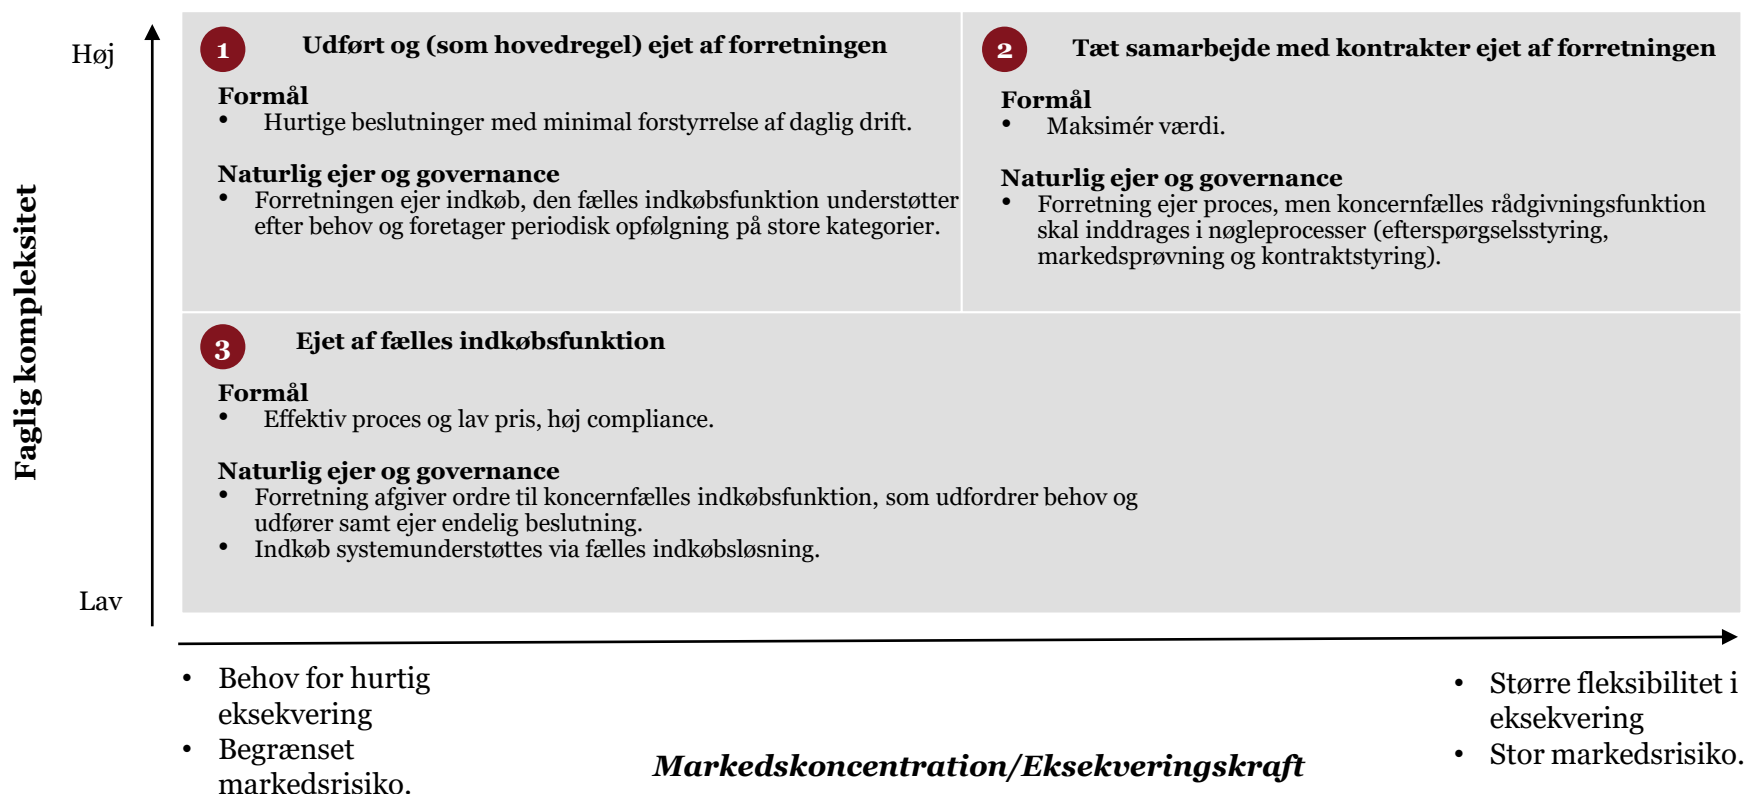 Høj
1 Udført og (som hovedregel) ejet af forretningen
Formål
• Hurtige beslutninger med minimal forstyrrelse af daglig drift.
Naturlig ejer og governance
• Forretningen ejer indkøb, den fælles indkøbsfunktion understøtter
efter behov og foretager periodisk opfølgning på store kategorier.
2 Tæt samarbejde med kontrakter ejet af forretningen
Formål
• Maksimér værdi.
Naturlig ejer og governance
• Forretning ejer proces, men koncernfælles rådgivningsfunktion
skal inddrages i nøgleprocesser (efterspørgselsstyring,
markedsprøvning og kontraktstyring).
Faglig kompleksitet
3 Ejet af fælles indkøbsfunktion
Formål
• Effektiv proces og lav pris, høj compliance.
Naturlig ejer og governance
• Forretning afgiver ordre til koncernfælles indkøbsfunktion, som udfordrer behov og
udfører samt ejer endelig beslutning.
• Indkøb systemunderstøttes via fælles indkøbsløsning.
Lav
• Behov for hurtig
eksekvering
• Begrænset
markedsrisiko.
Markedskoncentration/Eksekveringskraft
• Større fleksibilitet i
eksekvering
• Stor markedsrisiko.